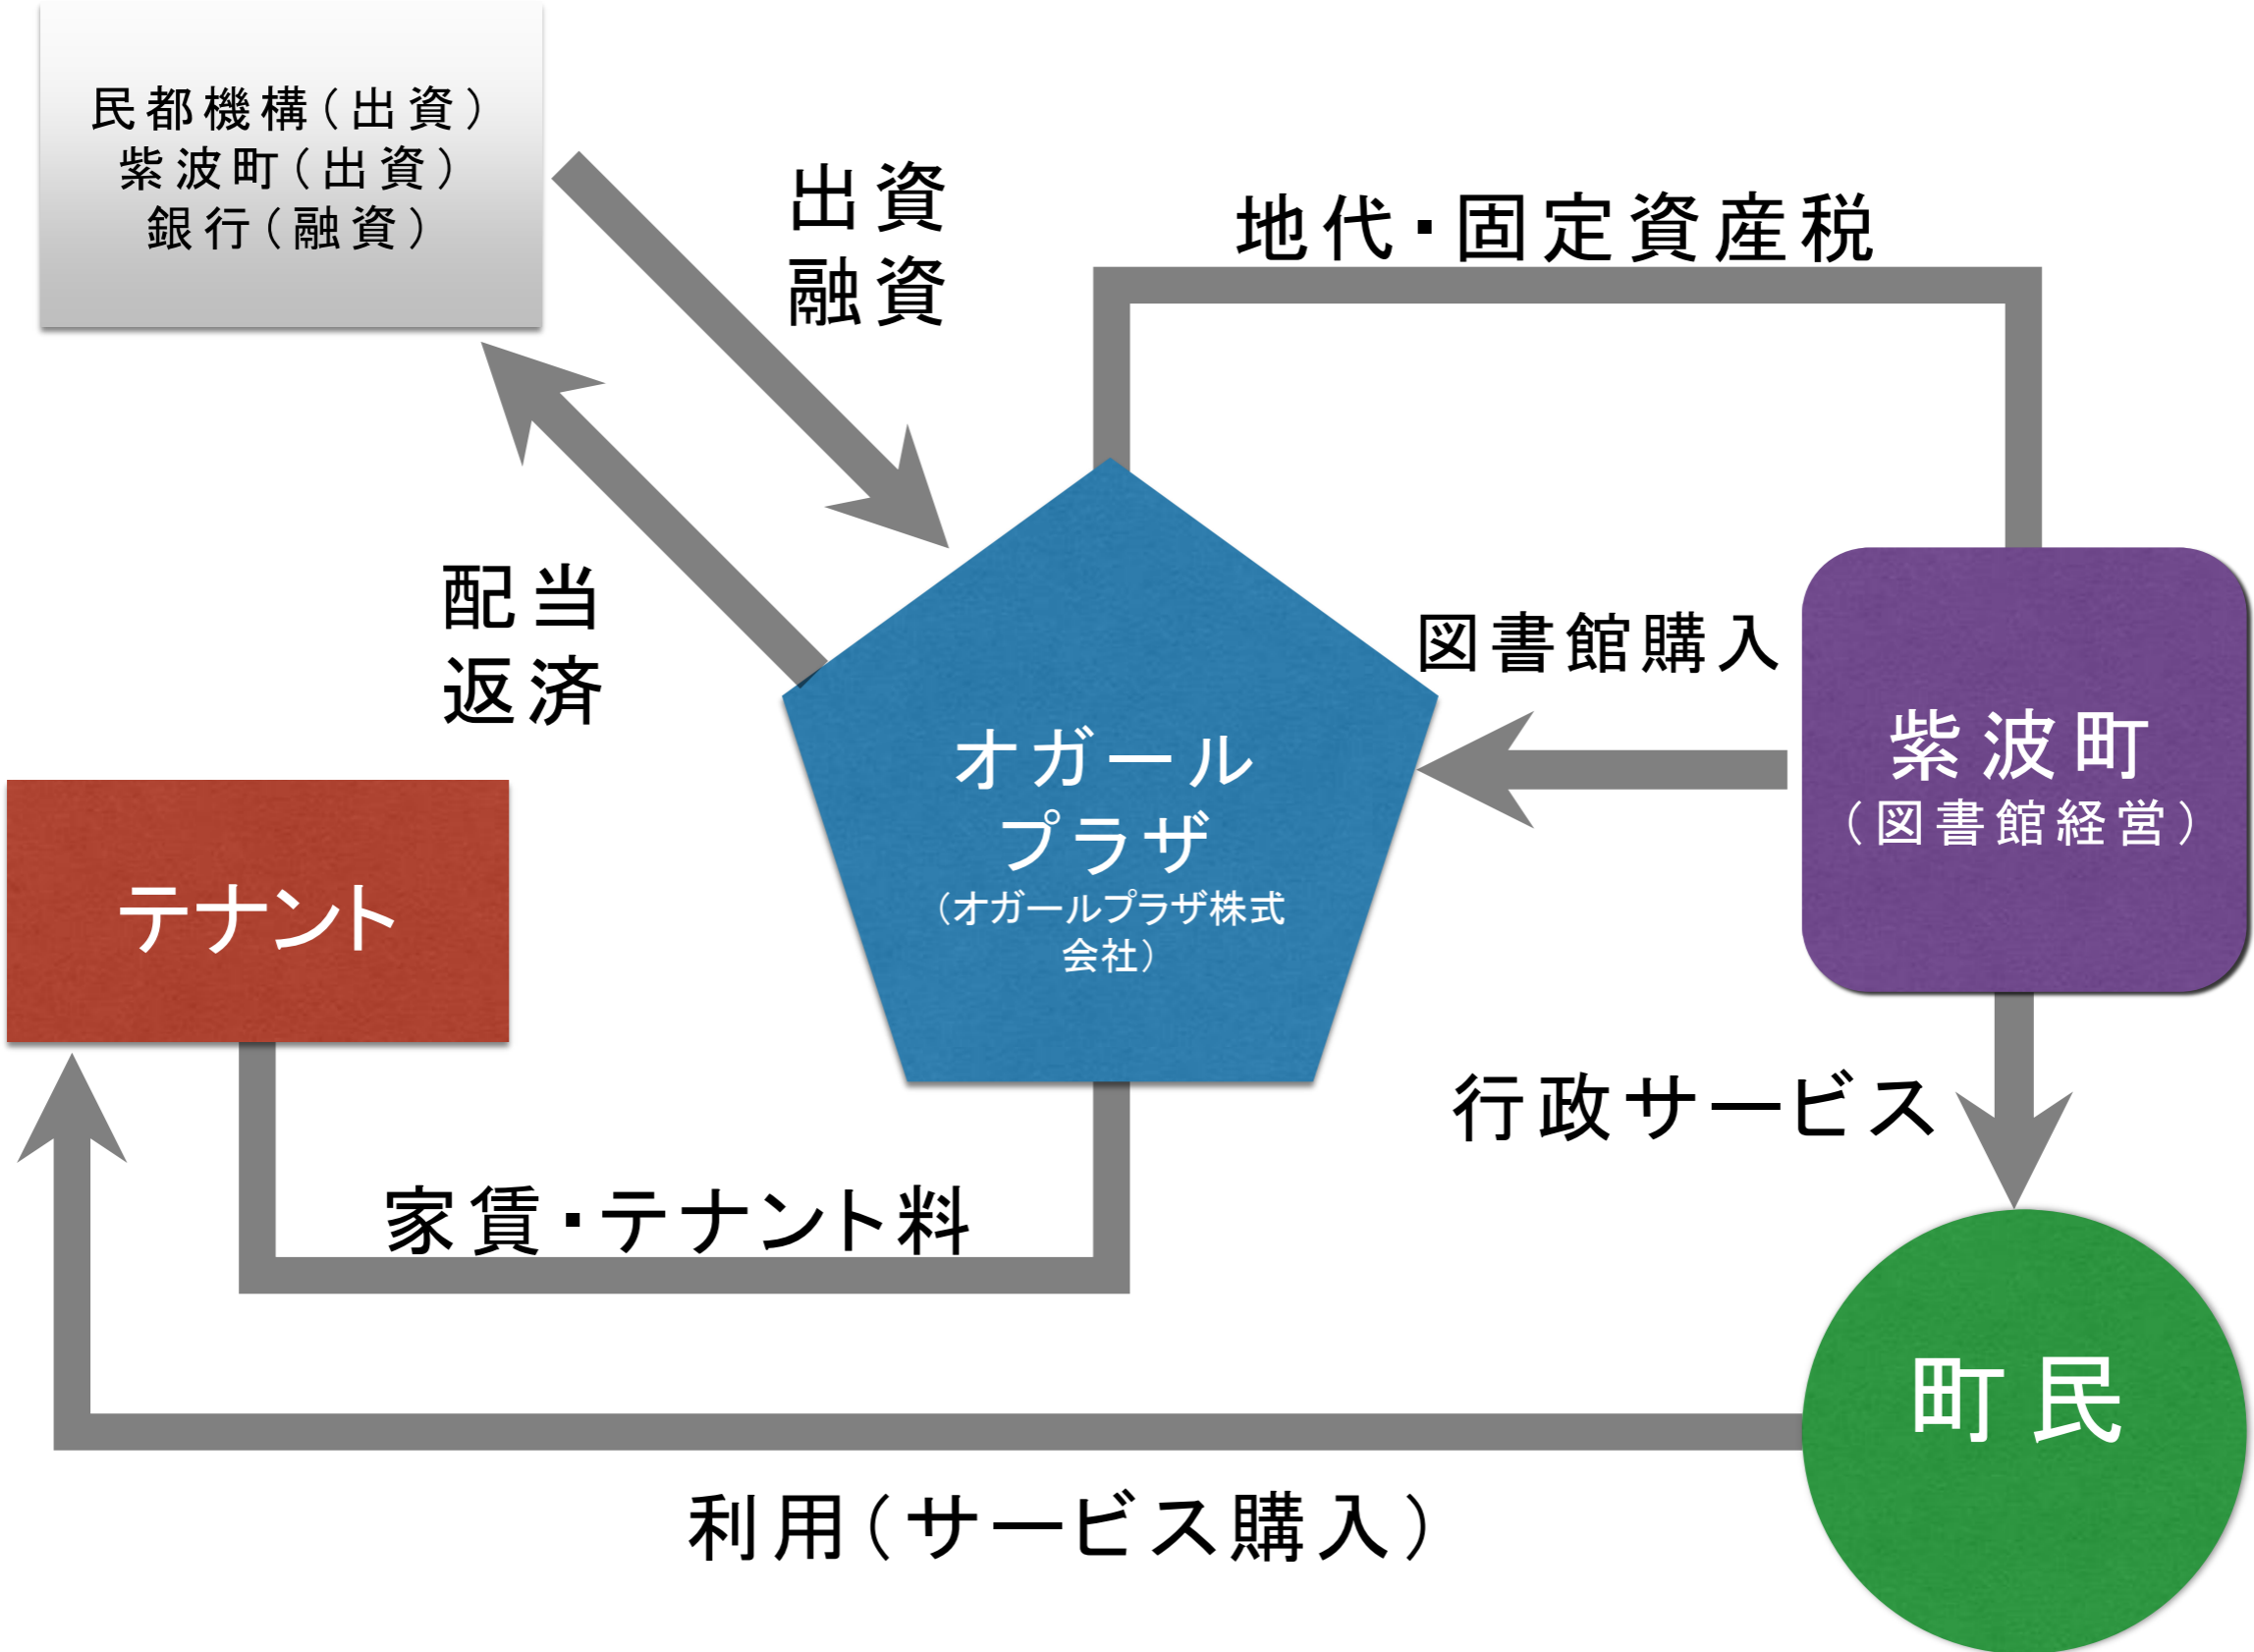 民都機構（出資）
紫波町（出資）
銀行（融資）
出資
融資
地代・固定資産税
配当
返済
図書館購入
オガール
プラザ
（オガールプラザ株式
会社）
紫波町
（図書館経営）
テナント
行政サービス
家賃・テナント料
町民
利用（サービス購入）